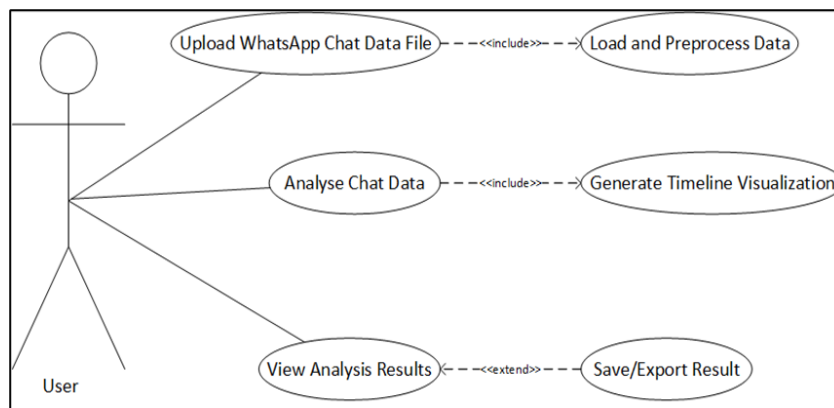 Upload WhatsApp Chat Data File
<<include>>
Load and Preprocess Data
Analyse Chat Data
<<include>>
Generate Timeline Visualization
View Analysis Results
<<extend>>
Save/Export Result
User